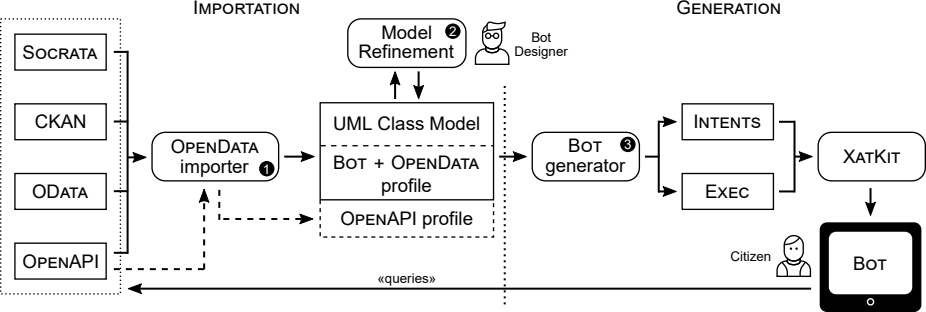 IMPORTATION
GENERATION
SOCRATA
CKAN
ODATA
OPENAPI
OPENDATA
importer 1
Model 2
Refinement
Bot
Designer
UML Class Model
BOT + OPENDATA
profile
OPENAPI profile
BOT 3
generator
INTENTS
EXEC
XATKIT
Citizen
BOT
«queries»